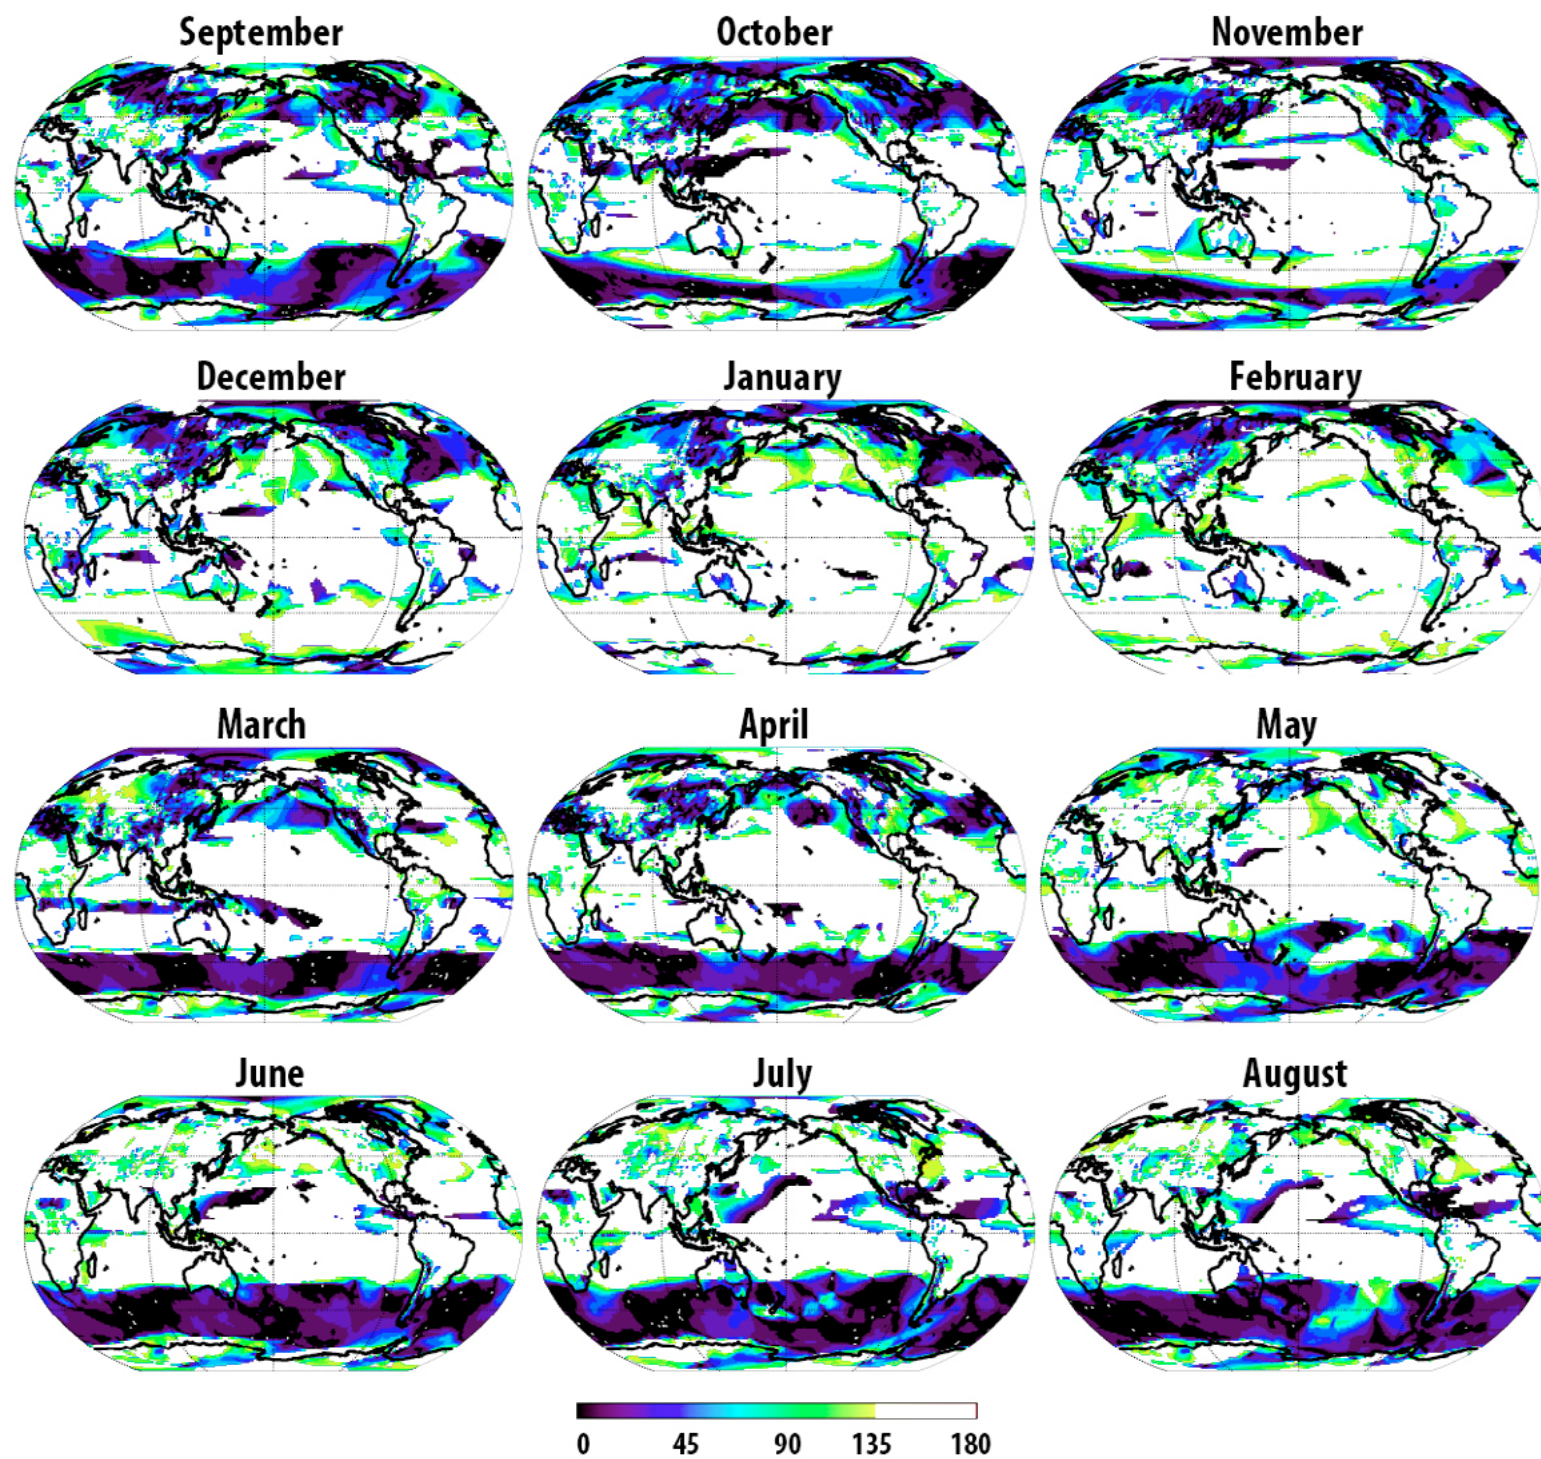 September October November
December January February
March April May
June July August
0 45 90 135 180